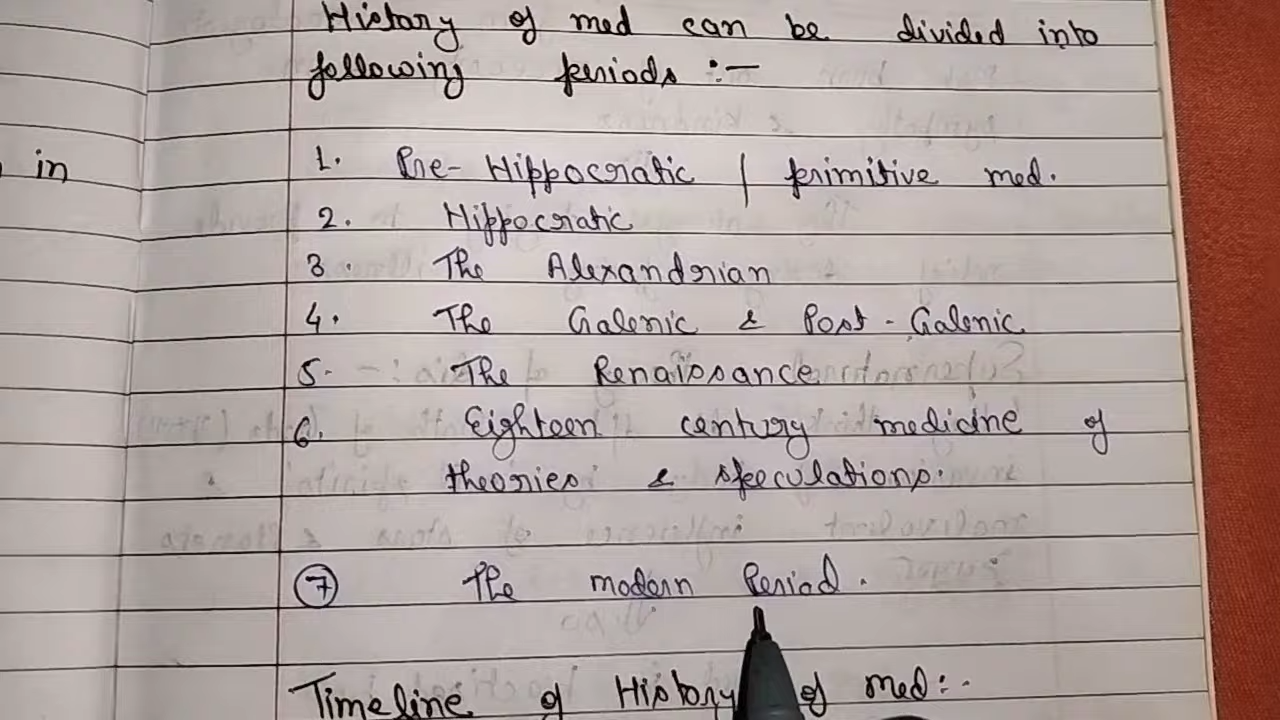 History of med can be divided into
following periods :-
in
1. Pre-Hippocratic / primitive med.
2. Hippocratic
3. The Alexandrian
4. The Galenic & Post-Galenic
5. The Renaissance
6. Eighteen century medicine of
theories & speculations.
7 The modern Period.
Timeline of History of med:-